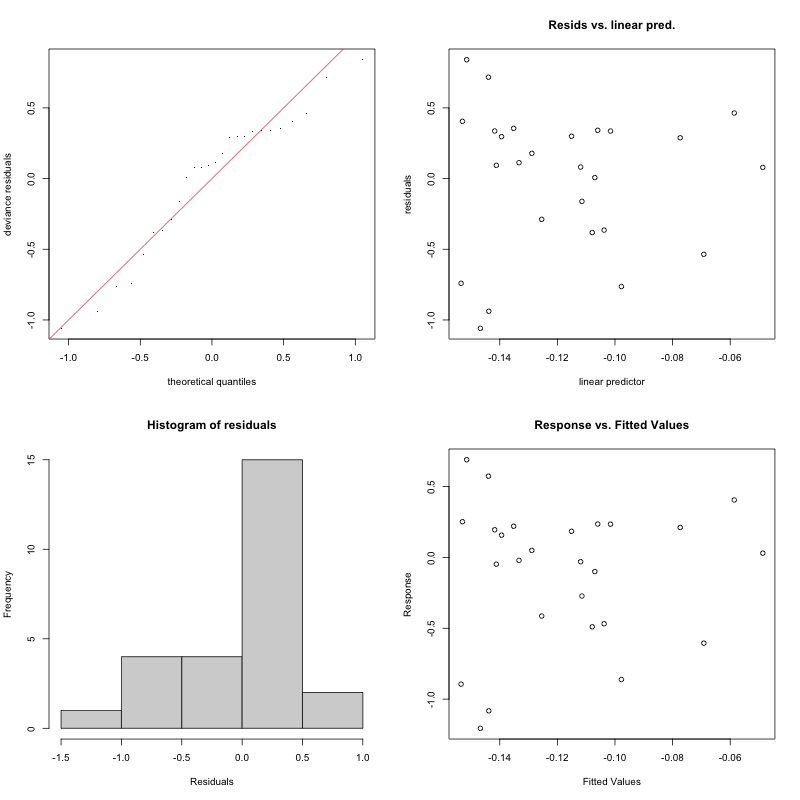 0.5
0.0
-0.5
-1.0
deviance residuals
-1.0 -0.5 0.0 0.5 1.0
theoretical quantiles
Resids vs. linear pred.
0.5
0.0
-0.5
-1.0
residuals
-0.14 -0.12 -0.10 -0.08 -0.06
linear predictor
Histogram of residuals
15
10
5
0
Frequency
-1.5 -1.0 -0.5 0.0 0.5 1.0
Residuals
Response vs. Fitted Values
0.5
0.0
-0.5
-1.0
Response
-0.14 -0.12 -0.10 -0.08 -0.06
Fitted Values